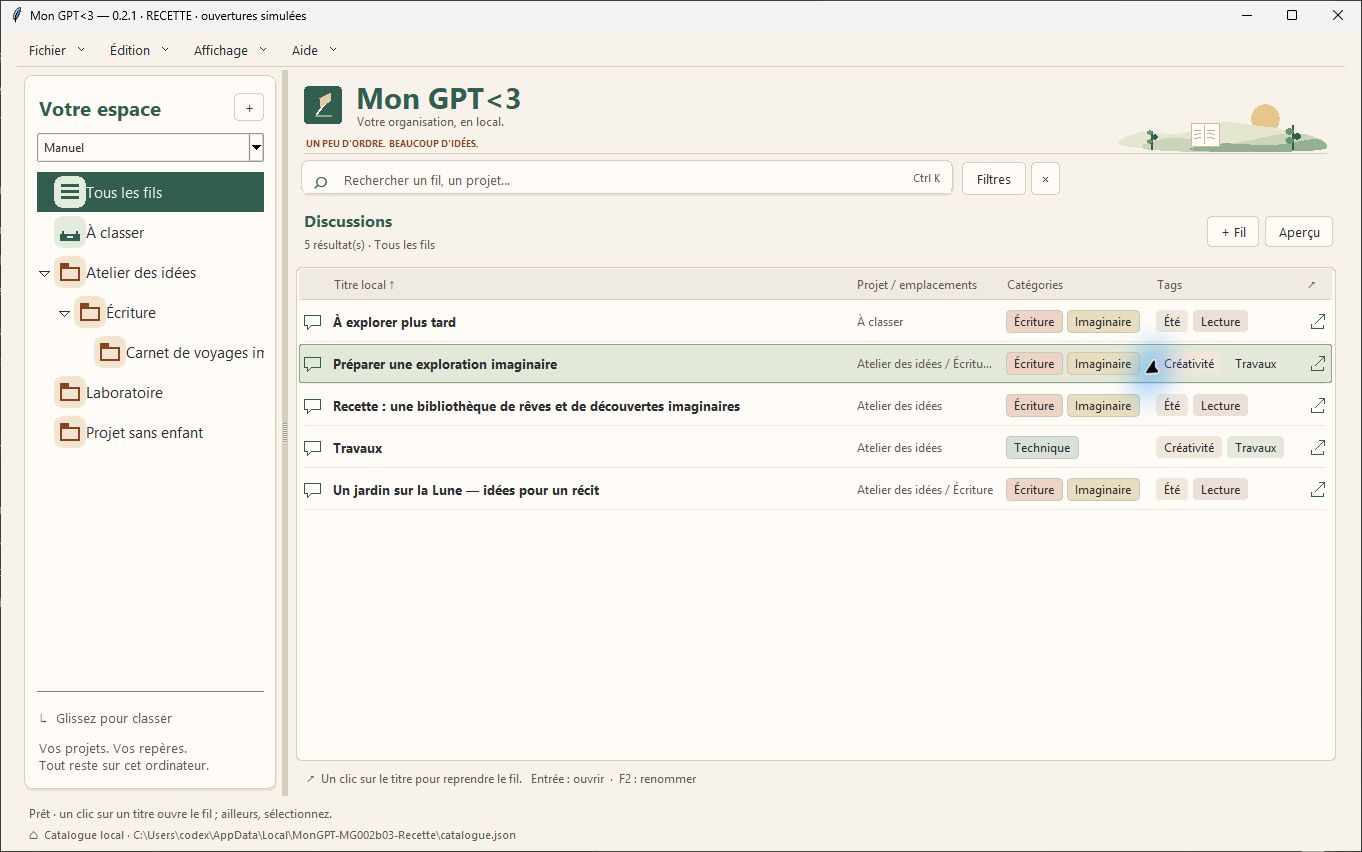 Mon GPT<3 — 0.2.1 · RECETTE · ouvertures simulées
Fichier Édition Affichage Aide
Votre espace +
Manuel
Tous les fils
À classer
Atelier des idées
Écriture
Carnet de voyages im
Laboratoire
Projet sans enfant
↳ Glissez pour classer
Vos projets. Vos repères.
Tout reste sur cet ordinateur.
Mon GPT<3
Votre organisation, en local.
UN PEU D'ORDRE. BEAUCOUP D'IDÉES.
Rechercher un fil, un projet... Ctrl K Filtres ×
Discussions
5 résultat(s) · Tous les fils
+ Fil Aperçu
Titre local ↑ Projet / emplacements Catégories Tags ↗
À explorer plus tard À classer Écriture Imaginaire Été Lecture
Préparer une exploration imaginaire Atelier des idées / Écritu... Écriture Imaginaire Créativité Travaux
Recette : une bibliothèque de rêves et de découvertes imaginaires Atelier des idées Écriture Imaginaire Été Lecture
Travaux Atelier des idées Technique Créativité Travaux
Un jardin sur la Lune — idées pour un récit Atelier des idées / Écriture Écriture Imaginaire Été Lecture
↗ Un clic sur le titre pour reprendre le fil. Entrée : ouvrir · F2 : renommer
Prêt · un clic sur un titre ouvre le fil ; ailleurs, sélectionnez.
⌂ Catalogue local · C:\Users\codex\AppData\Local\MonGPT-MG002b03-Recette\catalogue.json